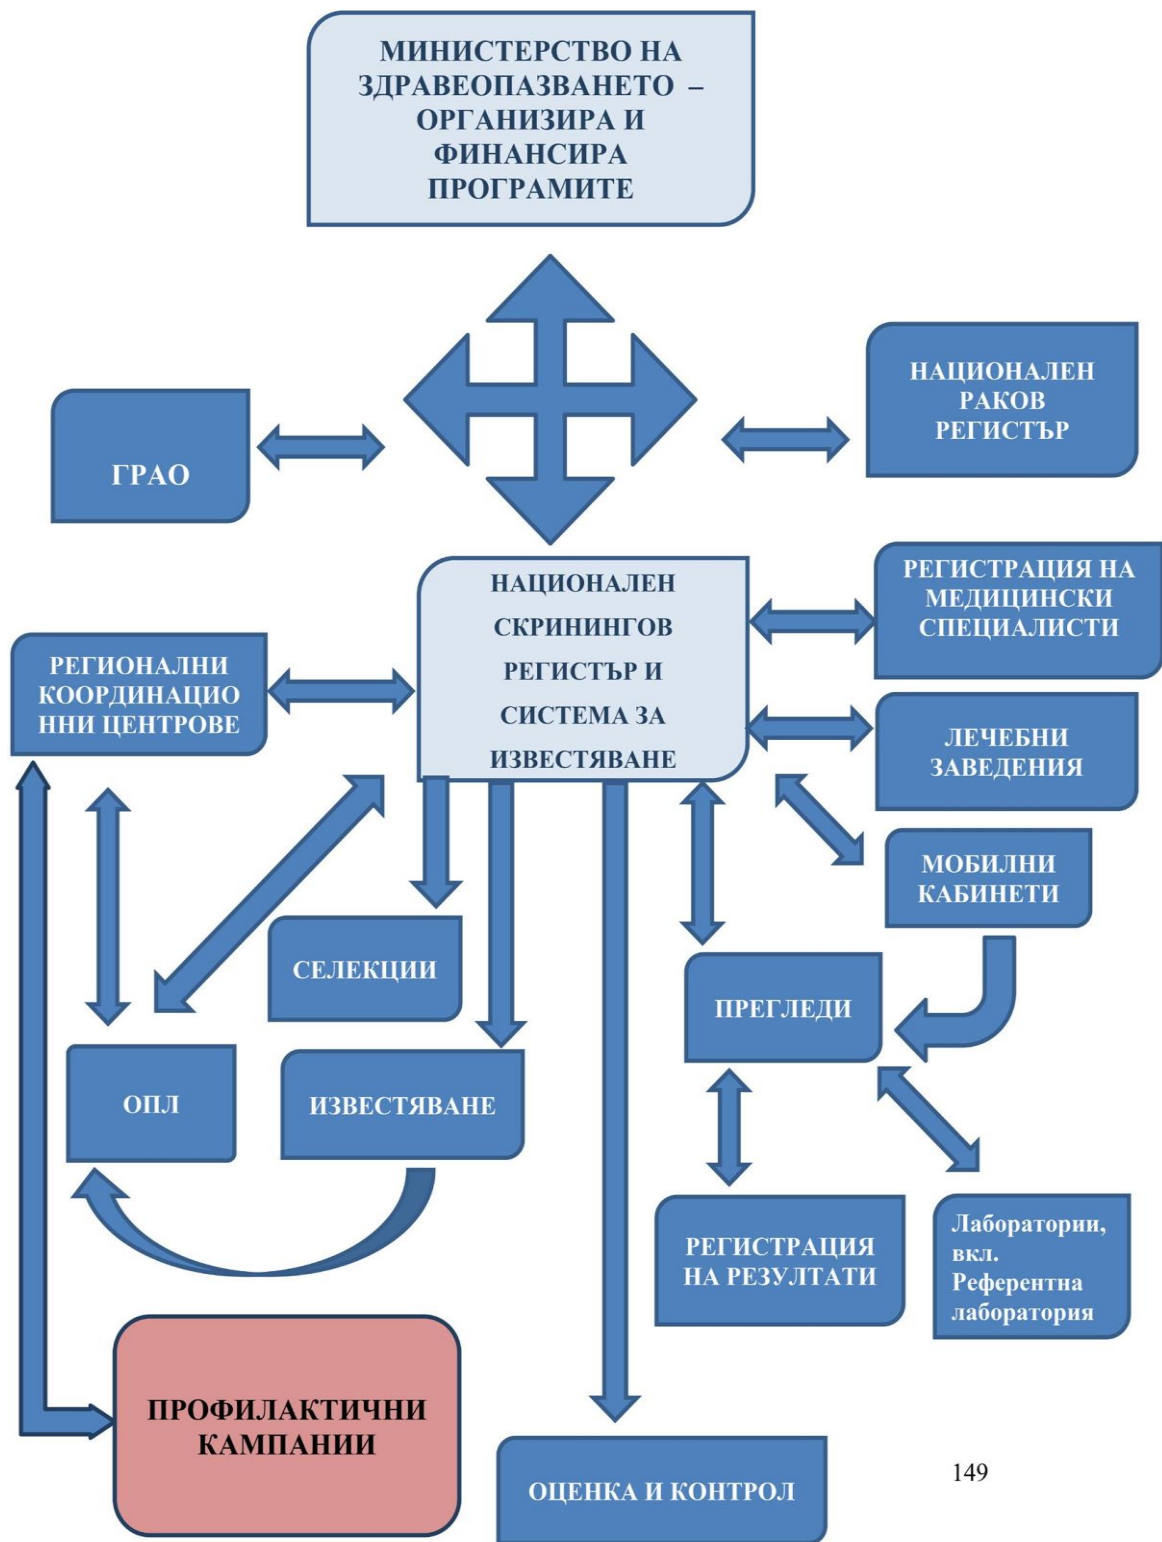 МИНИСТЕРСТВО НА
ЗДРАВЕОПАЗВАНЕТО –
ОРГАНИЗИРА И
ФИНАНСИРА
ПРОГРАМИТЕ
НАЦИОНАЛЕН
РАКОВ
РЕГИСТЪР
ГРАО
НАЦИОНАЛЕН
СКРИНИНГОВ
РЕГИСТЪР И
СИСТЕМА ЗА
ИЗВЕСТЯВАНЕ
РЕГИСТРАЦИЯ НА
МЕДИЦИНСКИ
СПЕЦИАЛИСТИ
РЕГИОНАЛНИ
КООРДИНАЦИО
ННИ ЦЕНТРОВЕ
ЛЕЧЕБНИ
ЗАВЕДЕНИЯ
МОБИЛНИ
КАБИНЕТИ
СЕЛЕКЦИИ
ПРЕГЛЕДИ
ОПЛ
ИЗВЕСТЯВАНЕ
РЕГИСТРАЦИЯ
НА РЕЗУЛТАТИ
Лаборатории,
вкл.
Референтна
лаборатория
ПРОФИЛАКТИЧНИ
КАМПАНИИ
ОЦЕНКА И КОНТРОЛ
149